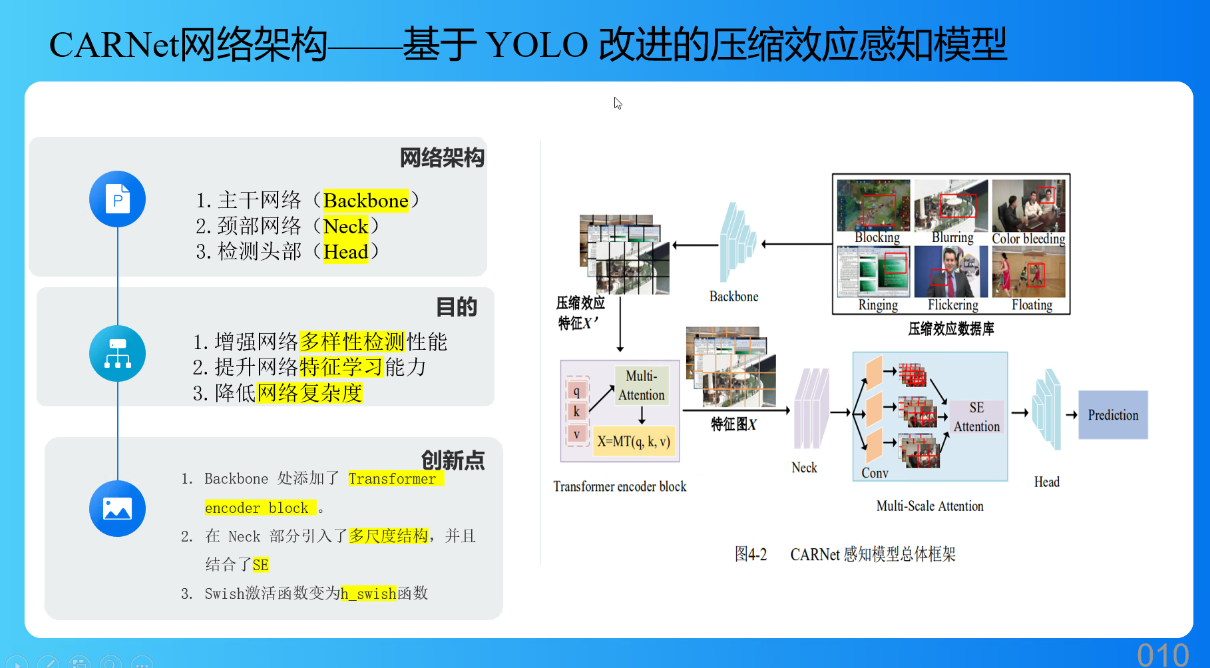 CARNet网络架构——基于 YOLO 改进的压缩效应感知模型
网络架构
1. 主干网络（Backbone）
2. 颈部网络（Neck）
3. 检测头部（Head）
目的
1. 增强网络多样性检测性能
2. 提升网络特征学习能力
3. 降低网络复杂度
创新点
1. Backbone 处添加了 Transformer
encoder block 。
2. 在 Neck 部分引入了多尺度结构，并且
结合了SE
3. Swish激活函数变为h_swish函数
Blocking
Blurring
Color bleeding
Ringing
Flickering
Floating
压缩效应数据库
Backbone
压缩效应
特征X’
q
k
v
Multi-
Attention
X=MT(q, k, v)
Transformer encoder block
特征图X
Neck
Conv
SE
Attention
Multi-Scale Attention
Head
Prediction
图4-2 CARNet 感知模型总体框架
010